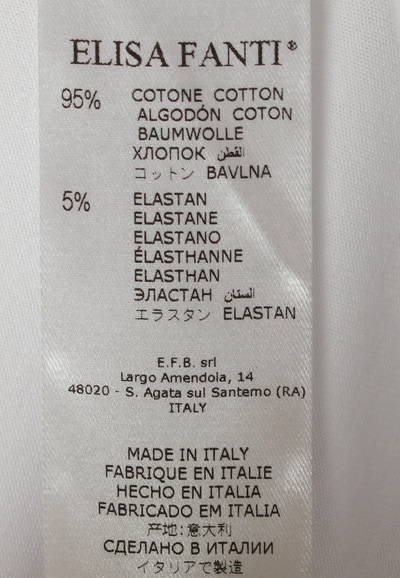 ELISA FANTI®
95% COTONE COTTON
ALGODÓN COTON
BAUMWOLLE
ХЛОПОК القطن
コットン BAVLNA
5% ELASTAN
ELASTANE
ELASTANO
ÉLASTHANNE
ELASTHAN
ЭЛАСТАН الستان
エラスタン ELASTAN
E.F.B. srl
Largo Amendola, 14
48020 - S. Agata sul Santerno (RA)
ITALY
MADE IN ITALY
FABRIQUE EN ITALIE
HECHO EN ITALIA
FABRICADO EM ITALIA
产地:意大利
СДЕЛАНО В ИТАЛИИ
イタリアで製造